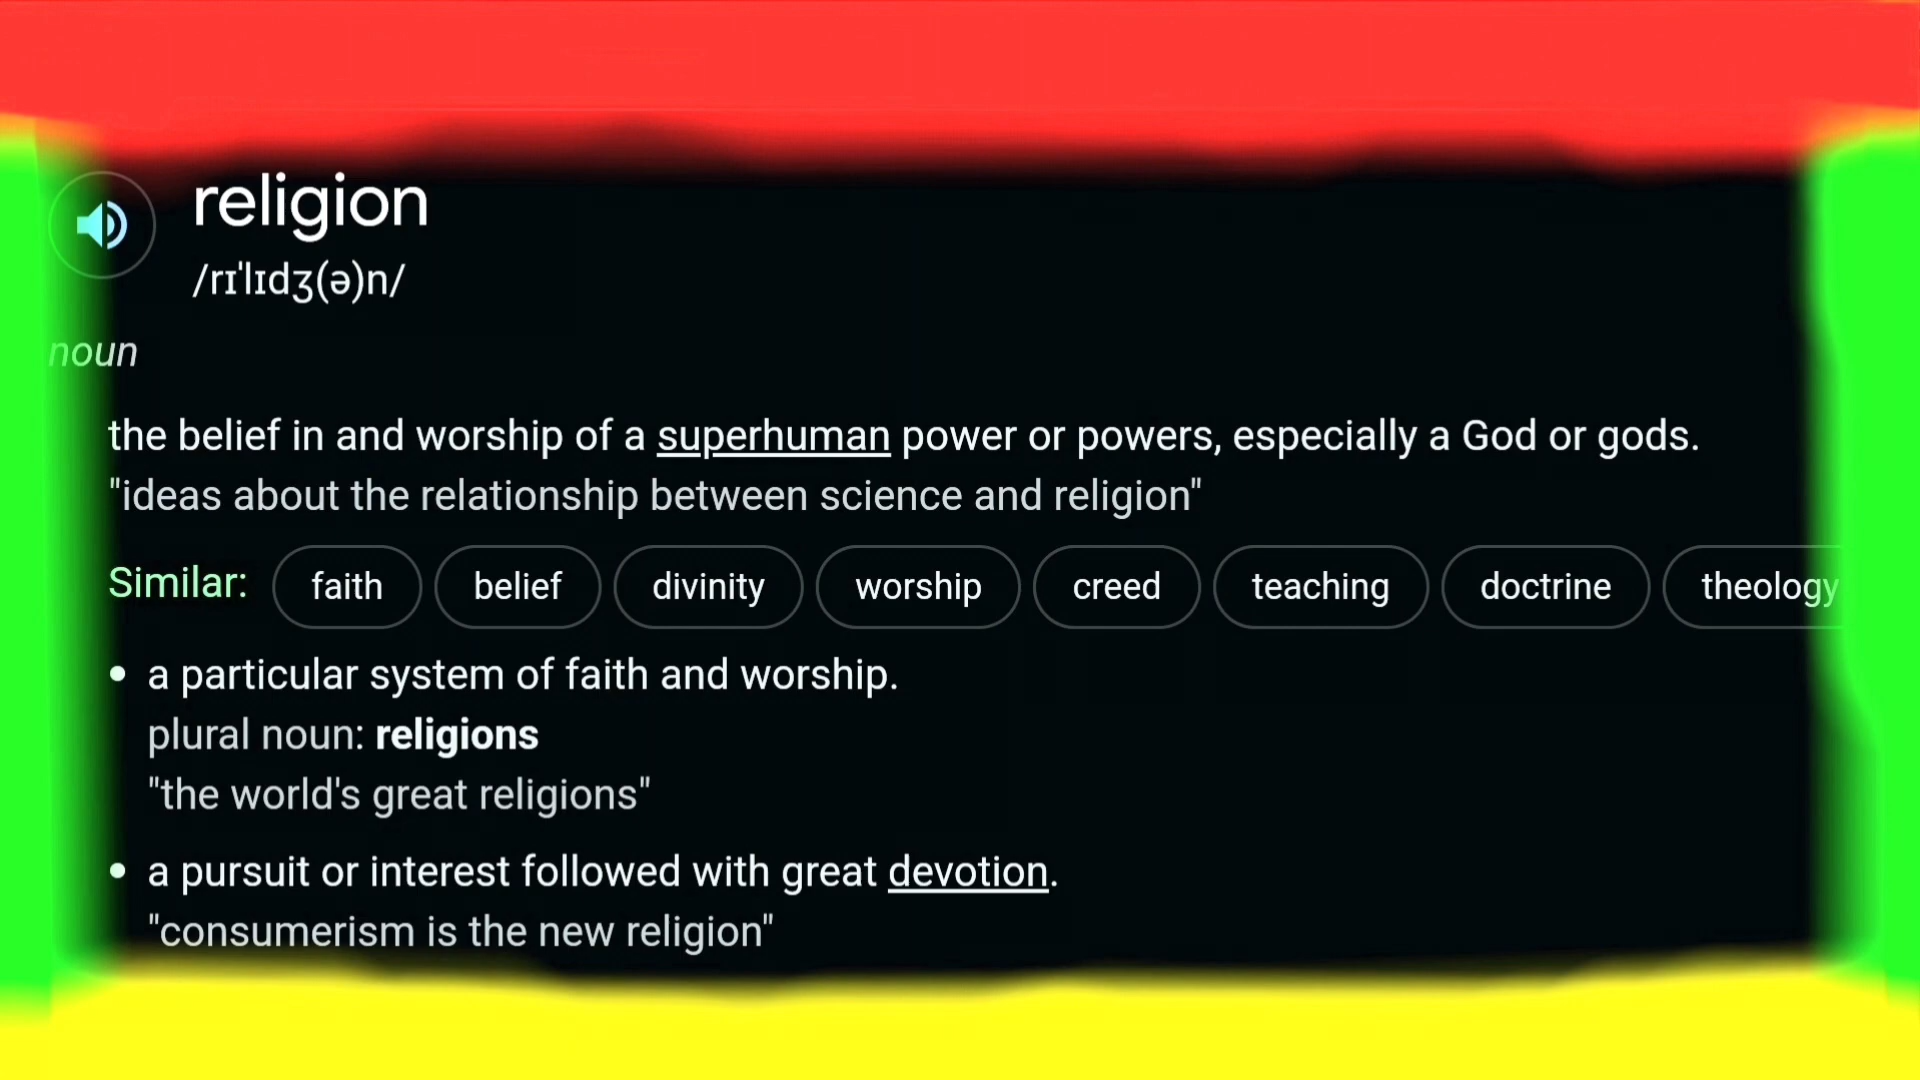 religion
/rɪˈlɪdʒ(ə)n/
noun
the belief in and worship of a superhuman power or powers, especially a God or gods.
"ideas about the relationship between science and religion"
Similar: faith belief divinity worship creed teaching doctrine theology
• a particular system of faith and worship.
plural noun: religions
"the world's great religions"
• a pursuit or interest followed with great devotion.
"consumerism is the new religion"